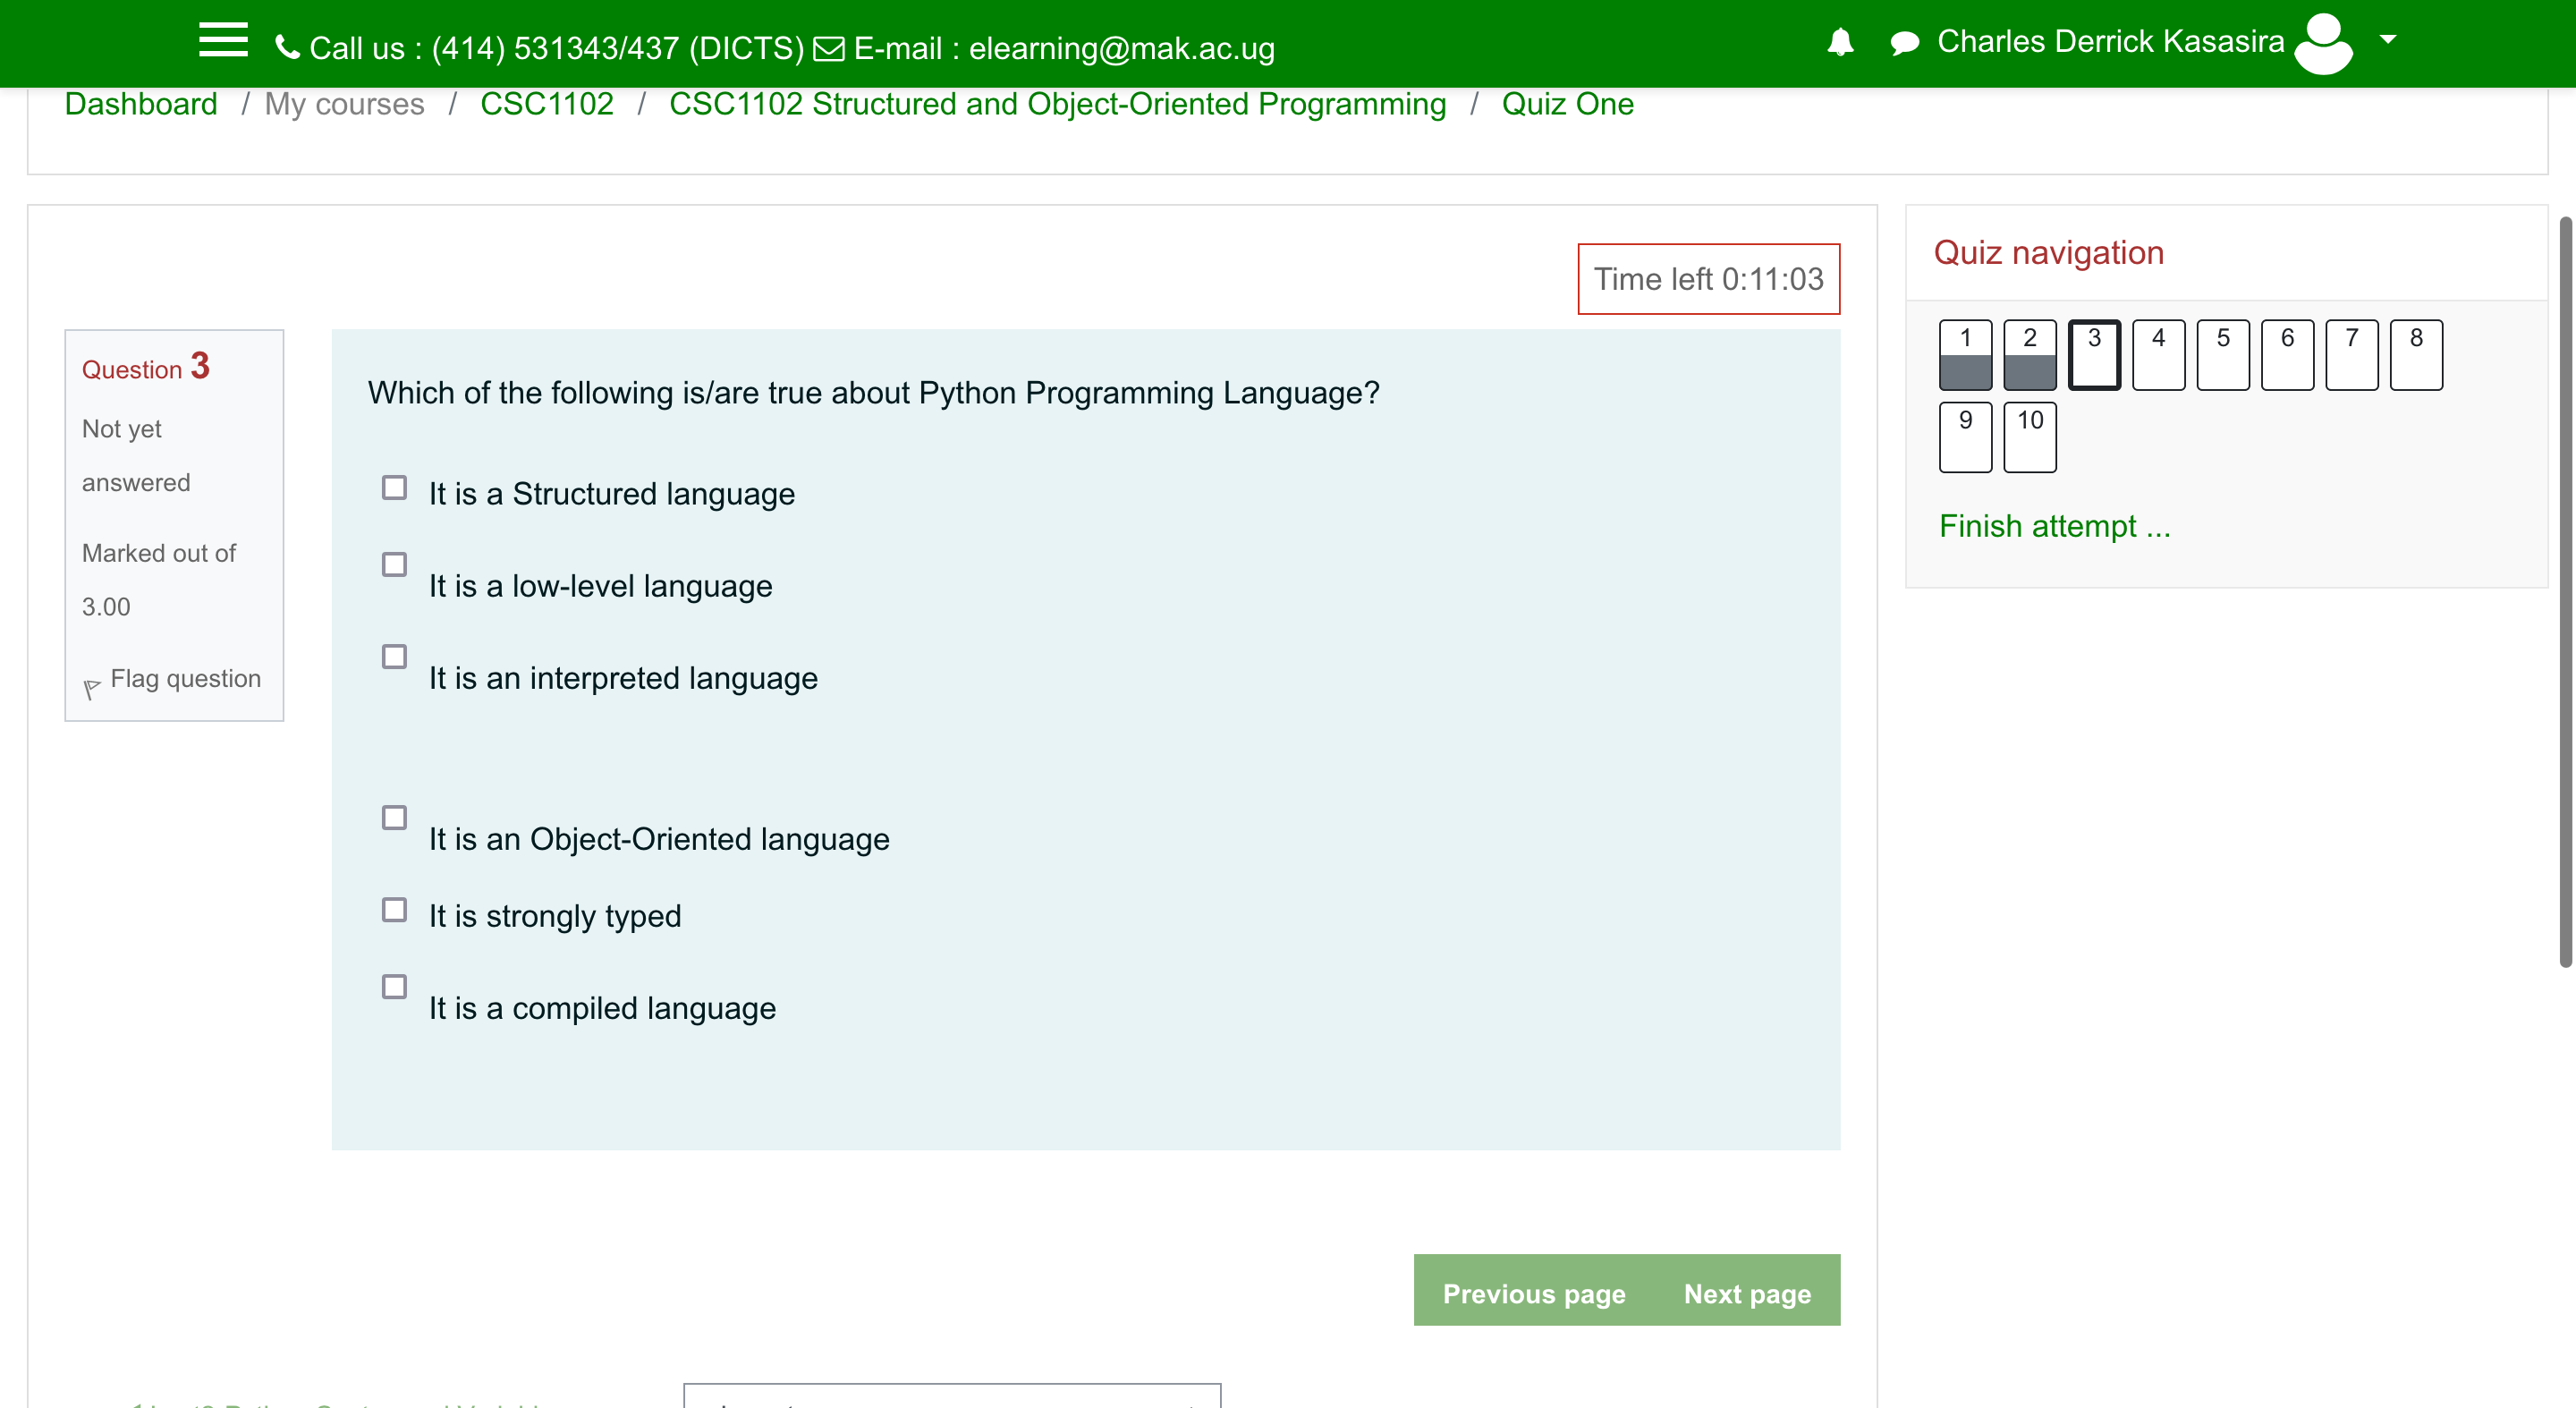 Call us : (414) 531343/437 (DICTS) E-mail : elearning@mak.ac.ug
Charles Derrick Kasasira
Dashboard / My courses / CSC1102 / CSC1102 Structured and Object-Oriented Programming / Quiz One
Time left 0:11:03
Question 3
Not yet
answered
Marked out of
3.00
Flag question
Which of the following is/are true about Python Programming Language?
It is a Structured language
It is a low-level language
It is an interpreted language
It is an Object-Oriented language
It is strongly typed
It is a compiled language
Previous page
Next page
Quiz navigation
1 2 3 4 5 6 7 8
9 10
Finish attempt ...